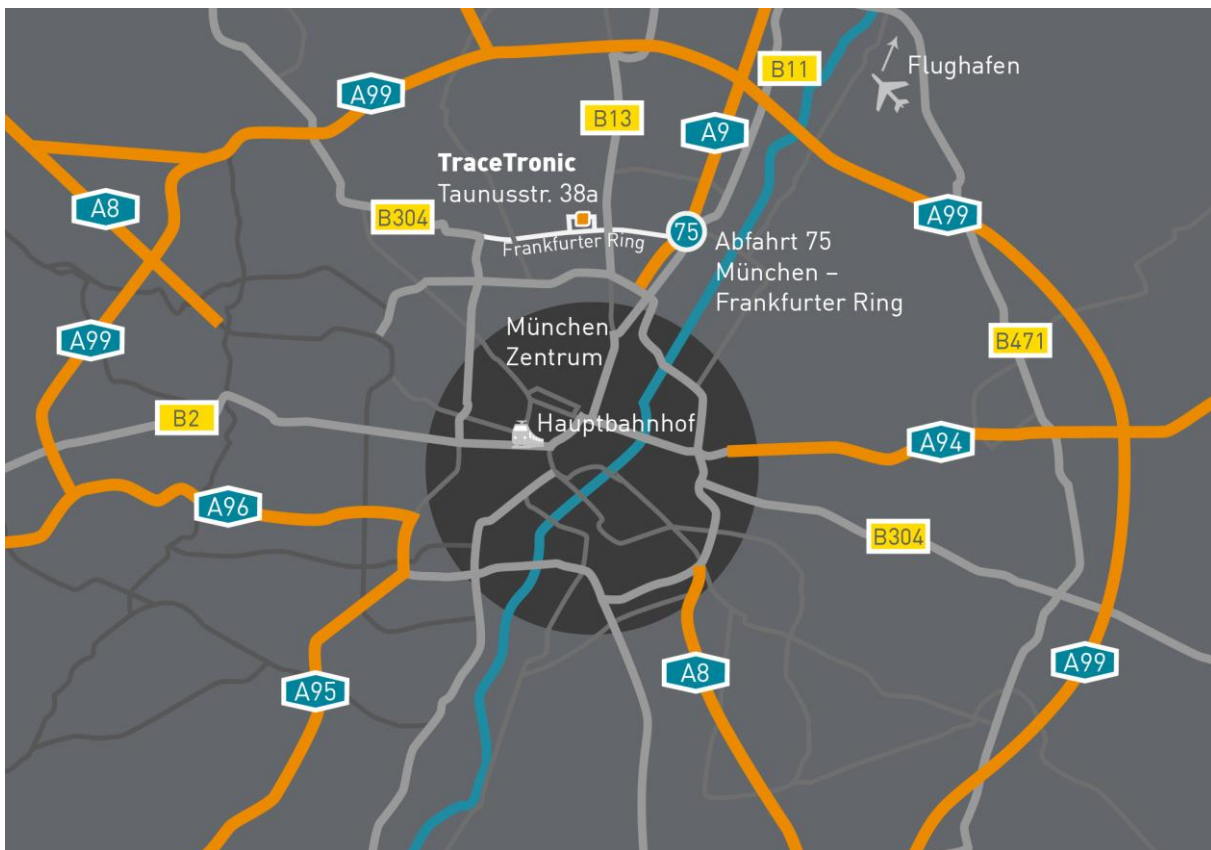 B11
Flughafen
A99
B13
A9
TraceTronic
Taunusstr. 38a
A8
B304
A99
75
Frankfurter Ring
Abfahrt 75
München –
Frankfurter Ring
München
Zentrum
A99
B471
B2
Hauptbahnhof
A94
A96
B304
A95
A8
A99